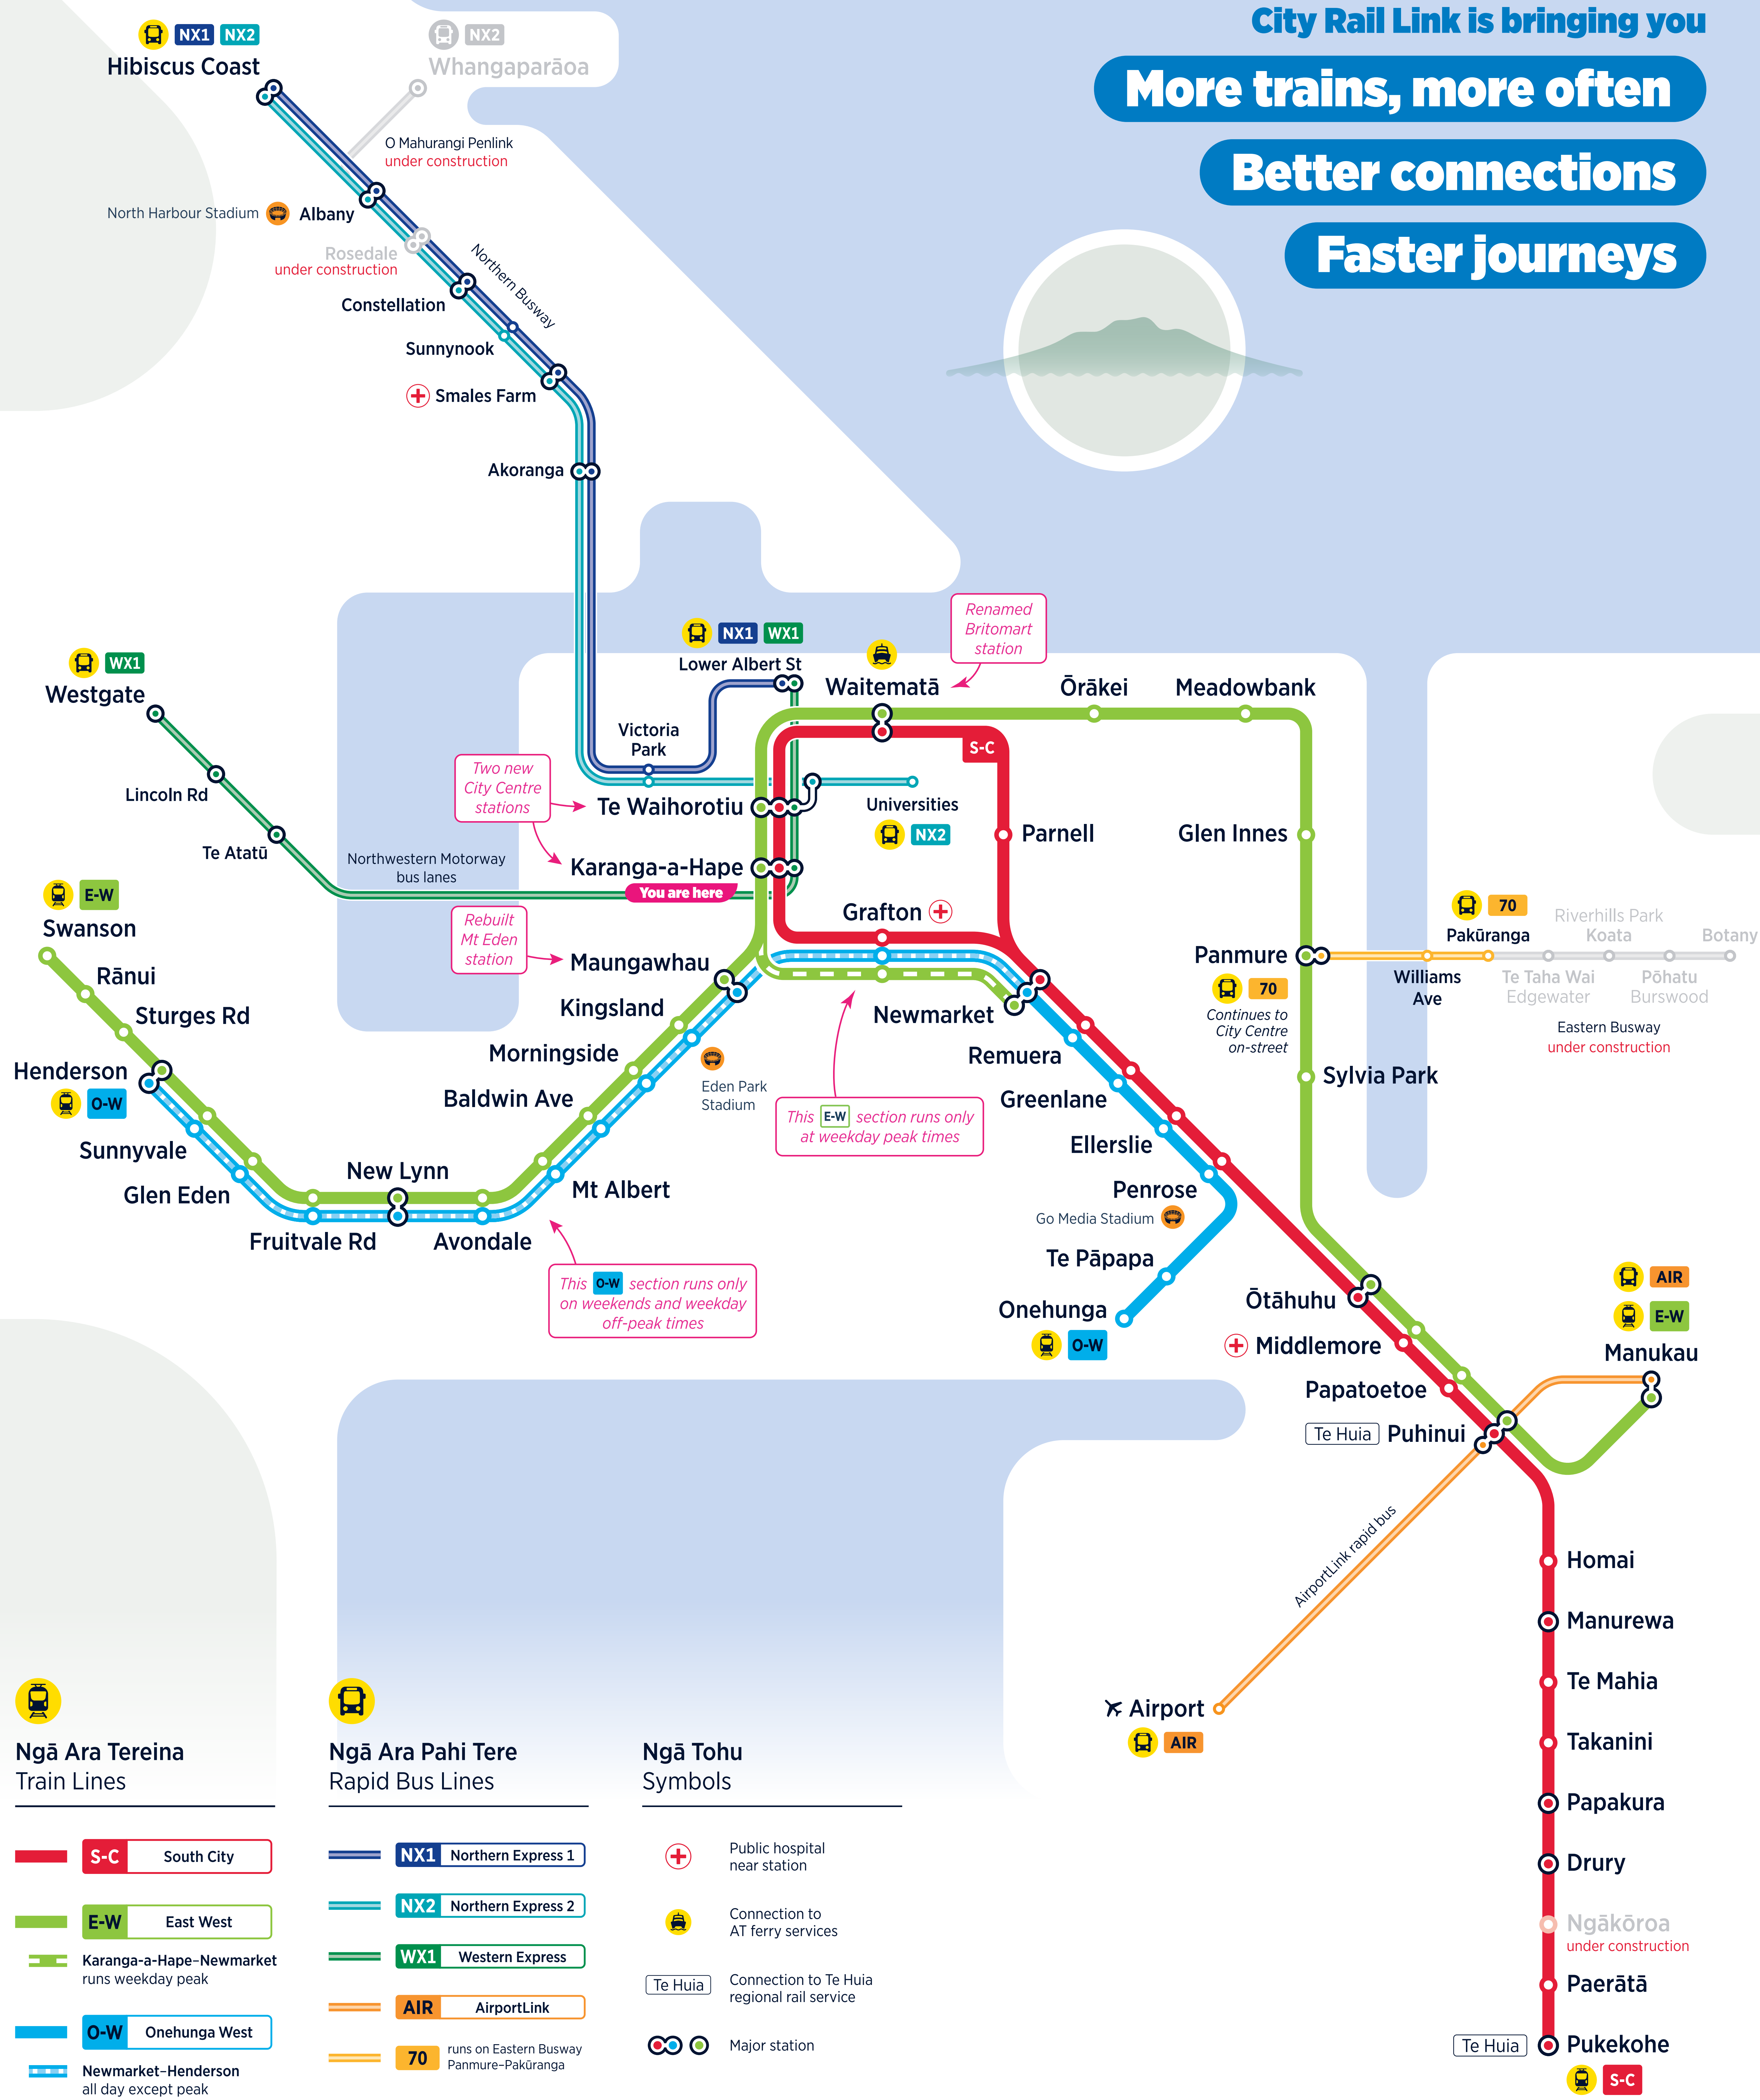 City Rail Link is bringing you
More trains, more often
Better connections
Faster journeys
NX1 NX2
Hibiscus Coast
NX2
Whangaparāoa
O Mahurangi Penlink
under construction
North Harbour Stadium
Albany
Rosedale
under construction
Northern Busway
Constellation
Sunnynook
Smales Farm
Akoranga
WX1
Westgate
Lincoln Rd
Te Atatū
Northwestern Motorway
bus lanes
NX1 WX1
Lower Albert St
Victoria
Park
Waitematā
Renamed
Britomart
station
Ōrākei
Meadowbank
S-C
Two new
City Centre
stations
Te Waihorotiu
Universities
NX2
Parnell
Glen Innes
Karanga-a-Hape
You are here
Rebuilt
Mt Eden
station
Grafton
E-W
Swanson
Rānui
Sturges Rd
Henderson
O-W
Sunnyvale
Glen Eden
Fruitvale Rd
New Lynn
Avondale
Mt Albert
Baldwin Ave
Morningside
Kingsland
Maungawhau
Eden Park
Stadium
This E-W section runs only
at weekday peak times
This O-W section runs only
on weekends and weekday
off-peak times
Newmarket
Remuera
Greenlane
Ellerslie
Penrose
Go Media Stadium
Te Pāpapa
Onehunga
O-W
Panmure
70
Continues to
City Centre
on-street
70
Pakūranga
Williams
Ave
Riverhills Park
Koata
Botany
Te Taha Wai
Edgewater
Pōhatu
Burswood
Eastern Busway
under construction
Sylvia Park
Ōtāhuhu
Middlemore
Papatoetoe
Te Huia
Puhinui
AIR
E-W
Manukau
AirportLink rapid bus
Airport
AIR
Homai
Manurewa
Te Mahia
Takanini
Papakura
Drury
Ngākōroa
under construction
Paerātā
Te Huia
Pukekohe
S-C
Ngā Ara Tereina
Train Lines
S-C South City
E-W East West
Karanga-a-Hape–Newmarket
runs weekday peak
O-W Onehunga West
Newmarket–Henderson
all day except peak
Ngā Ara Pahi Tere
Rapid Bus Lines
NX1 Northern Express 1
NX2 Northern Express 2
WX1 Western Express
AIR AirportLink
70 runs on Eastern Busway
Panmure–Pakūranga
Ngā Tohu
Symbols
Public hospital
near station
Connection to
AT ferry services
Te Huia
Connection to Te Huia
regional rail service
Major station